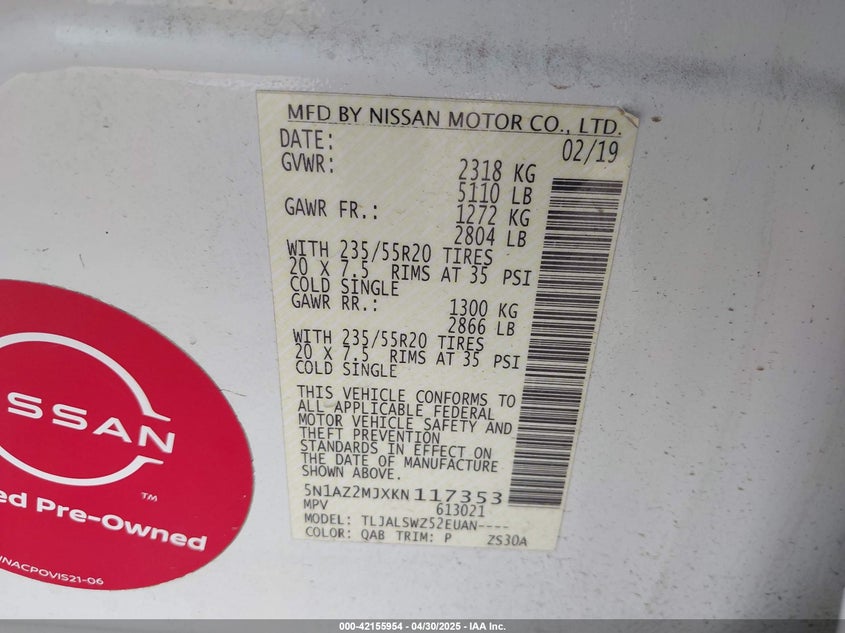 MFD BY NISSAN MOTOR CO., LTD.
DATE: 02/19
GVWR: 2318 KG
5110 LB
GAWR FR.: 1272 KG
2804 LB
WITH 235/55R20 TIRES
20 X 7.5 RIMS AT 35 PSI
COLD SINGLE
GAWR RR.: 1300 KG
2866 LB
WITH 235/55R20 TIRES
20 X 7.5 RIMS AT 35 PSI
COLD SINGLE
THIS VEHICLE CONFORMS TO
ALL APPLICABLE FEDERAL
MOTOR VEHICLE SAFETY AND
THEFT PREVENTION
STANDARDS IN EFFECT ON
THE DATE OF MANUFACTURE
SHOWN ABOVE.
5N1AZ2MJXKN117353
MPV 613021
MODEL: TLJALSWZ52EUAN----
COLOR: QAB TRIM: P ZS30A
SSAN
TM
ed Pre-Owned
NACPOVIS21-06
000-42155954 - 04/30/2025 - IAA Inc.